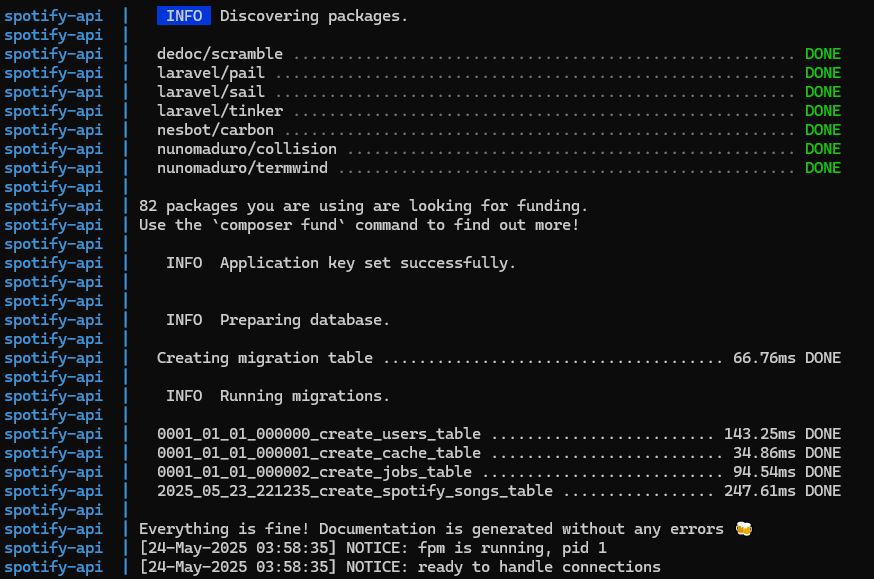 spotify-api  |   INFO  Discovering packages.
spotify-api  |
spotify-api  |  dedoc/scramble ........................................................ DONE
spotify-api  |  laravel/pail .......................................................... DONE
spotify-api  |  laravel/sail .......................................................... DONE
spotify-api  |  laravel/tinker ........................................................ DONE
spotify-api  |  nesbot/carbon ......................................................... DONE
spotify-api  |  nunomaduro/collision .................................................. DONE
spotify-api  |  nunomaduro/termwind ................................................... DONE
spotify-api  |
spotify-api  | 82 packages you are using are looking for funding.
spotify-api  | Use the `composer fund` command to find out more!
spotify-api  |
spotify-api  |   INFO  Application key set successfully.
spotify-api  |
spotify-api  |
spotify-api  |   INFO  Preparing database.
spotify-api  |
spotify-api  |  Creating migration table ...................................... 66.76ms DONE
spotify-api  |
spotify-api  |   INFO  Running migrations.
spotify-api  |
spotify-api  |  0001_01_01_000000_create_users_table ......................... 143.25ms DONE
spotify-api  |  0001_01_01_000001_create_cache_table .......................... 34.86ms DONE
spotify-api  |  0001_01_01_000002_create_jobs_table ........................... 94.54ms DONE
spotify-api  |  2025_05_23_221235_create_spotify_songs_table ................. 247.61ms DONE
spotify-api  |
spotify-api  | Everything is fine! Documentation is generated without any errors 🍻
spotify-api  | [24-May-2025 03:58:35] NOTICE: fpm is running, pid 1
spotify-api  | [24-May-2025 03:58:35] NOTICE: ready to handle connections